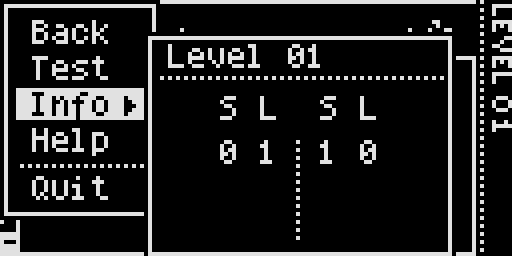 Back
Test
Info
Help
Quit
Level 01
S L S L
0 1 1 0
LEVEL 01